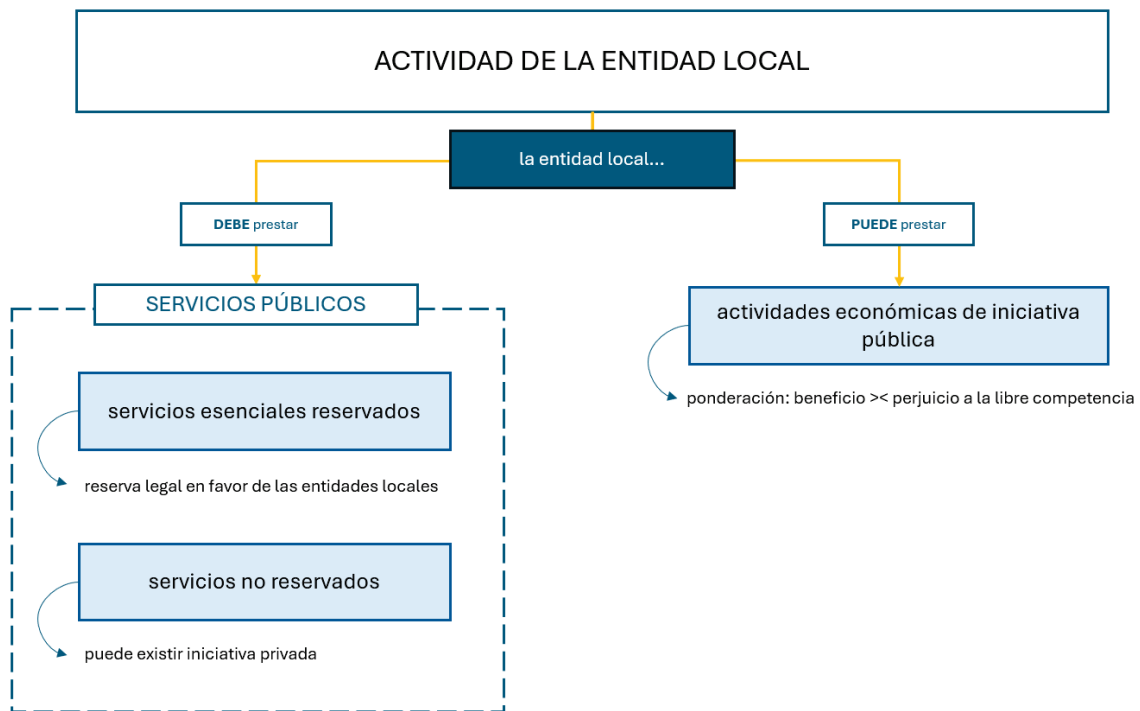 ACTIVIDAD DE LA ENTIDAD LOCAL
la entidad local...
DEBE prestar
PUEDE prestar
SERVICIOS PÚBLICOS
actividades económicas de iniciativa
pública
ponderación: beneficio >< perjuicio a la libre competencia
servicios esenciales reservados
reserva legal en favor de las entidades locales
servicios no reservados
puede existir iniciativa privada